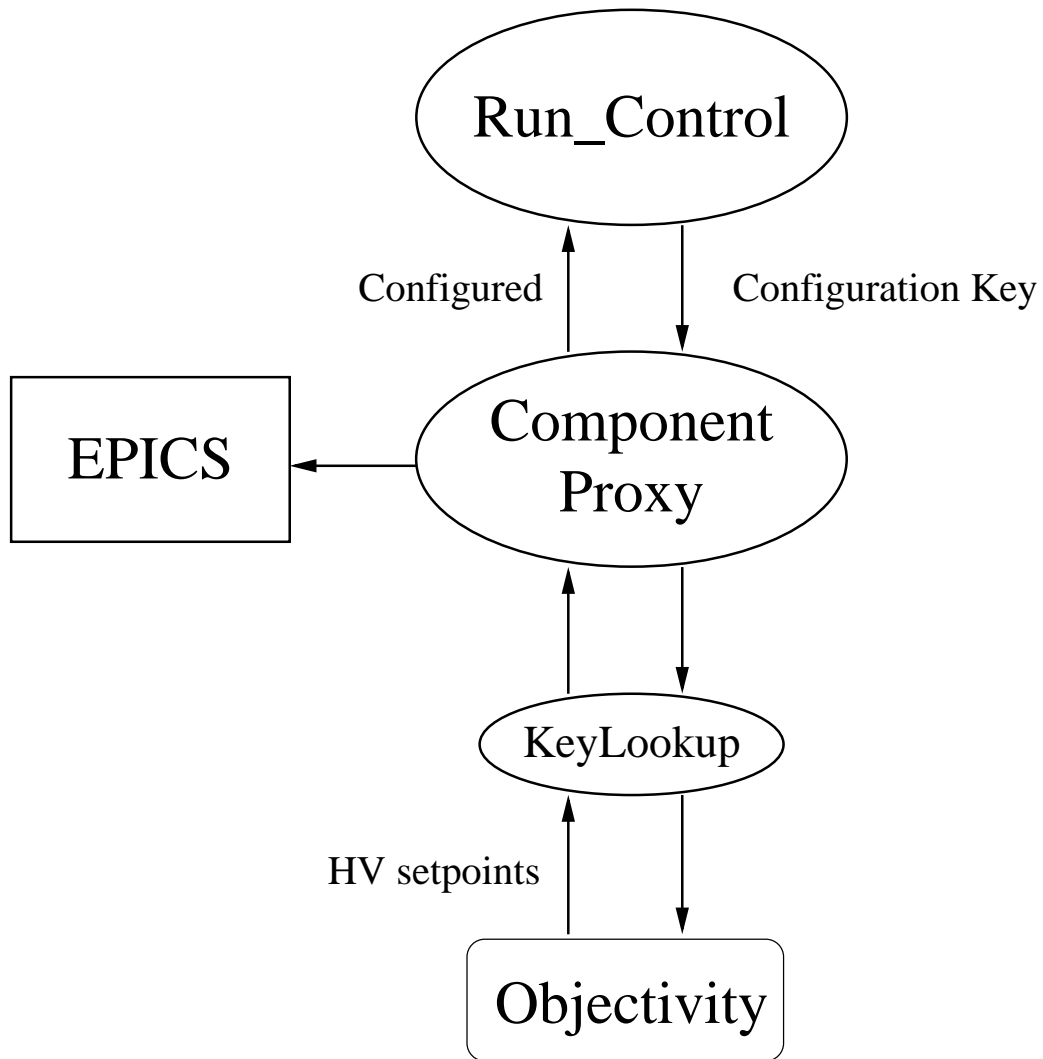 Run_Control
Configured
Configuration Key
EPICS
Component
Proxy
KeyLookup
HV setpoints
Objectivity